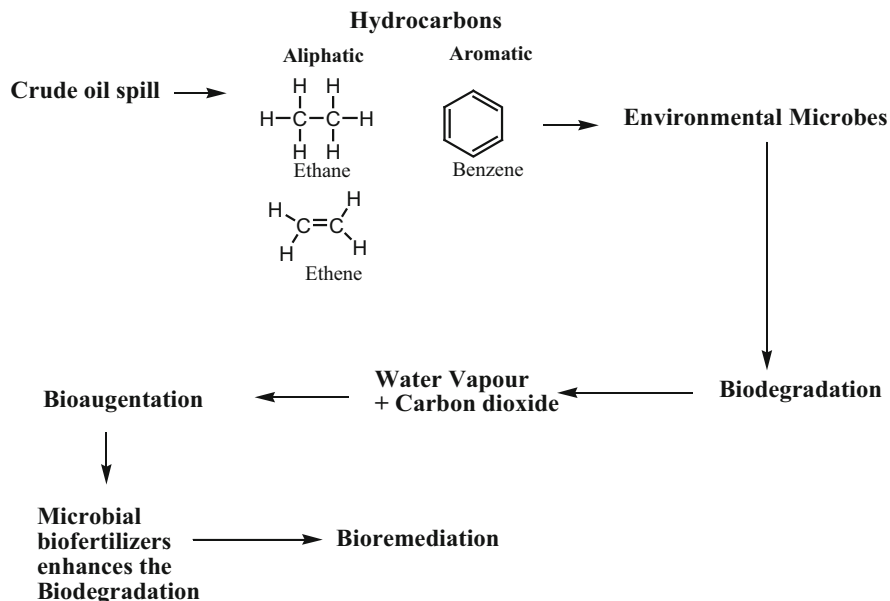 Hydrocarbons
Aliphatic
Aromatic
Crude oil spill
H H
H C C H
H H
Ethane
Benzene
Environmental Microbes
H H
C=C
H H
Ethene
Bioaugentation
Water Vapour
+ Carbon dioxide
Biodegradation
Microbial
biofertilizers
enhances the
Biodegradation
Bioremediation